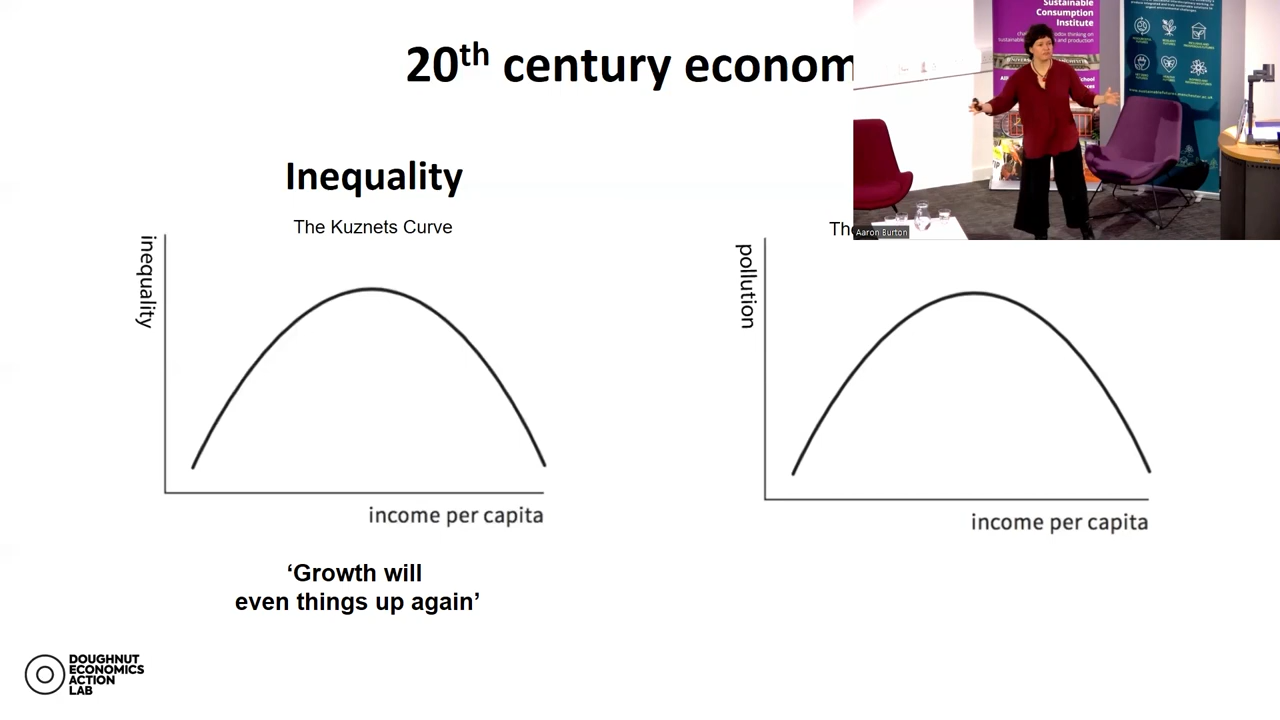 20th century econom
Inequality
The Kuznets Curve
inequality
income per capita
‘Growth will
even things up again’
The
pollution
income per capita
DOUGHNUT
ECONOMICS
ACTION
LAB
Sustainable
Consumption
Institute
Aaron Burton